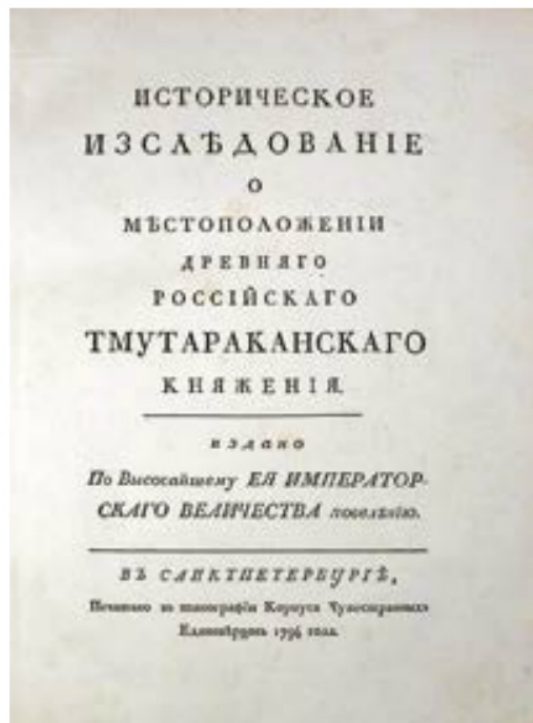 ИСТОРИЧЕСКОЕ
ИЗСЛѢДОВАНІЕ
О
МѢСТОПОЛОЖЕНІИ
ДРЕВНЯГО
РОССІЙСКАГО
ТМУТАРАКАНСКАГО
КНЯЖЕНІЯ.
издано
По Высочайшему ЕЯ ИМПЕРАТОР-
СКАГО ВЕЛИЧЕСТВА повелѣнію.
ВЪ САНКТПЕТЕРБУРГѢ,
Печатано въ типографіи Корпуса Чужестранныхъ
Единовѣрцовъ 1794 года.